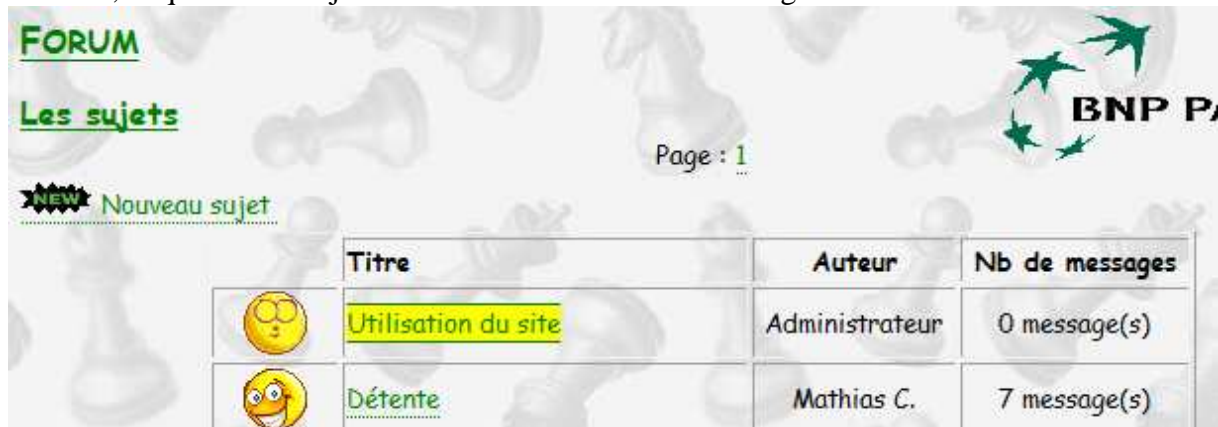 FORUM
Les sujets
BNP PA
Page : 1
NEW Nouveau sujet
Titre Auteur Nb de messages
Utilisation du site Administrateur 0 message(s)
Détente Mathias C. 7 message(s)